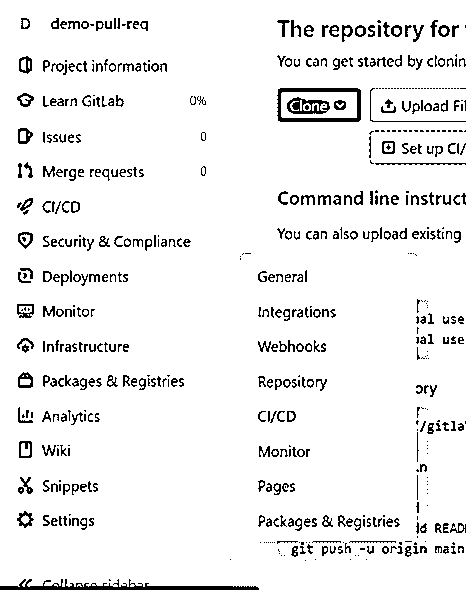 D demo-pull-req
Project information
Learn GitLab 0%
Issues 0
Merge requests 0
CI/CD
Security & Compliance
Deployments
Monitor
Infrastructure
Packages & Registries
Analytics
Wiki
Snippets
Settings
Collapse sidebar
The repository for
You can get started by clonin
Clone
Upload Fil
Set up CI/
Command line instruct
You can also upload existing
General
Integrations
Webhooks
Repository
CI/CD
Monitor
Pages
Packages & Registries
al use
al use
ory
/gitla
n
d READ
git push -u origin main